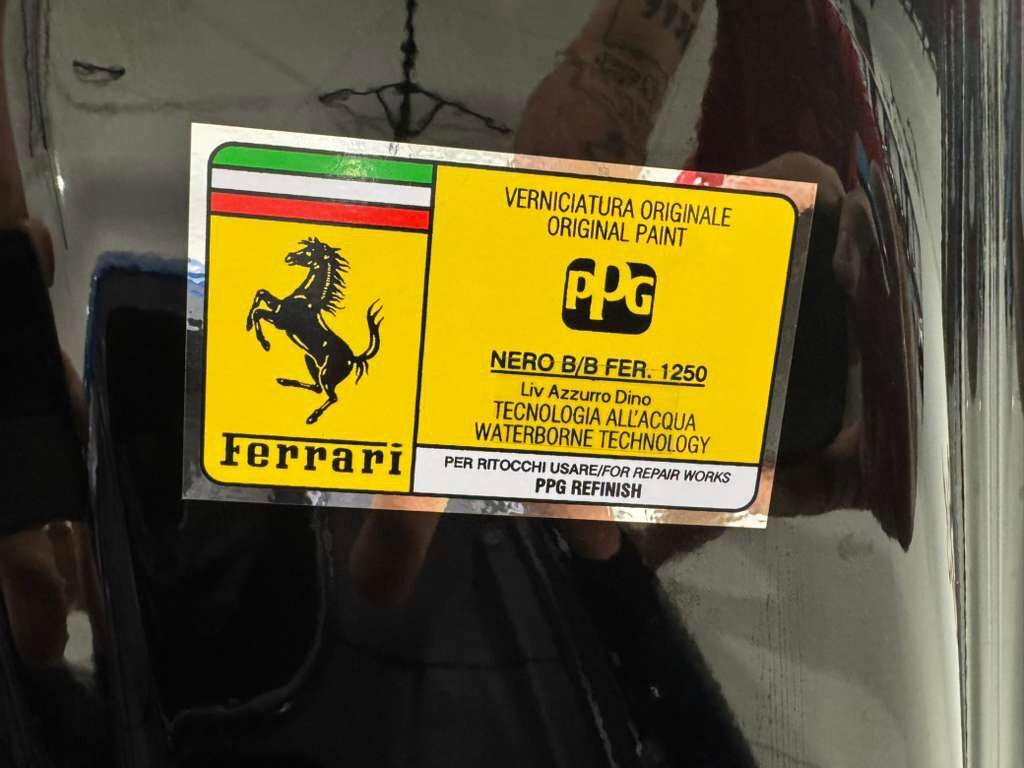 VERNICIATURA ORIGINALE
ORIGINAL PAINT
PPG
NERO B/B FER. 1250
Liv Azzurro Dino
TECNOLOGIA ALL'ACQUA
WATERBORNE TECHNOLOGY
Ferrari
PER RITOCCHI USARE/FOR REPAIR WORKS
PPG REFINISH